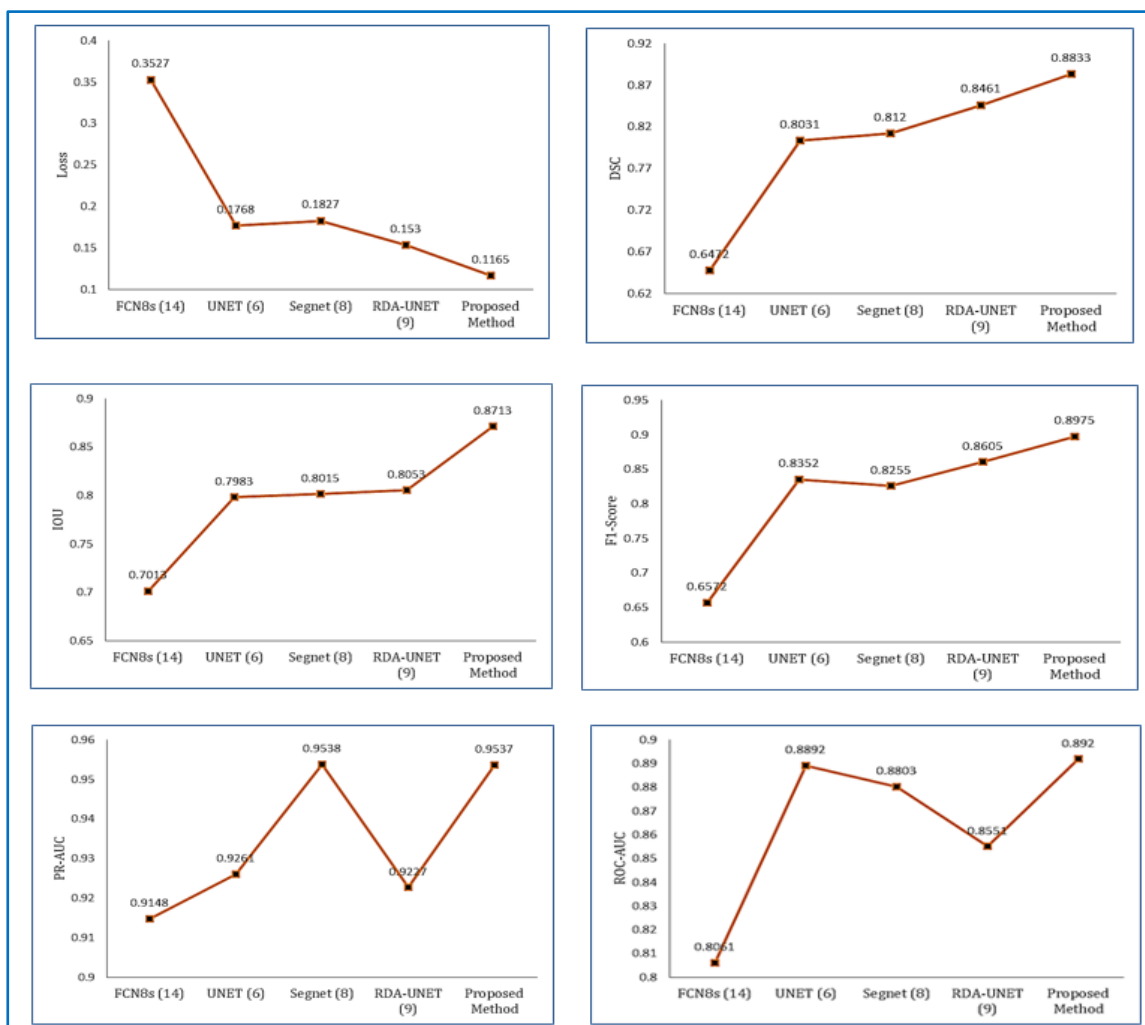 0.4
0.35
0.3
0.25
0.2
0.15
0.1
Loss
0.3527
0.1768
0.1827
0.153
0.1165
FCN8s (14)
UNET (6)
Segnet (8)
RDA-UNET
(9)
Proposed
Method
0.92
0.87
0.82
0.77
0.72
0.67
0.62
DSC
0.6472
0.8031
0.812
0.8461
0.8833
FCN8s (14)
UNET (6)
Segnet (8)
RDA-UNET
(9)
Proposed
Method
0.9
0.85
0.8
0.75
0.7
0.65
IOU
0.7013
0.7983
0.8015
0.8053
0.8713
FCN8s (14)
UNET (6)
Segnet (8)
RDA-UNET
(9)
Proposed
Method
0.95
0.9
0.85
0.8
0.75
0.7
0.65
0.6
F1-Score
0.6572
0.8352
0.8255
0.8605
0.8975
FCN8s (14)
UNET (6)
Segnet (8)
RDA-UNET
(9)
Proposed
Method
0.96
0.95
0.94
0.93
0.92
0.91
0.9
PR-AUC
0.9148
0.9261
0.9538
0.9227
0.9537
FCN8s (14)
UNET (6)
Segnet (8)
RDA-UNET
(9)
Proposed
Method
0.9
0.89
0.88
0.87
0.86
0.85
0.84
0.83
0.82
0.81
0.8
ROC-AUC
0.8061
0.8892
0.8803
0.8551
0.892
FCN8s (14)
UNET (6)
Segnet (8)
RDA-UNET
(9)
Proposed
Method